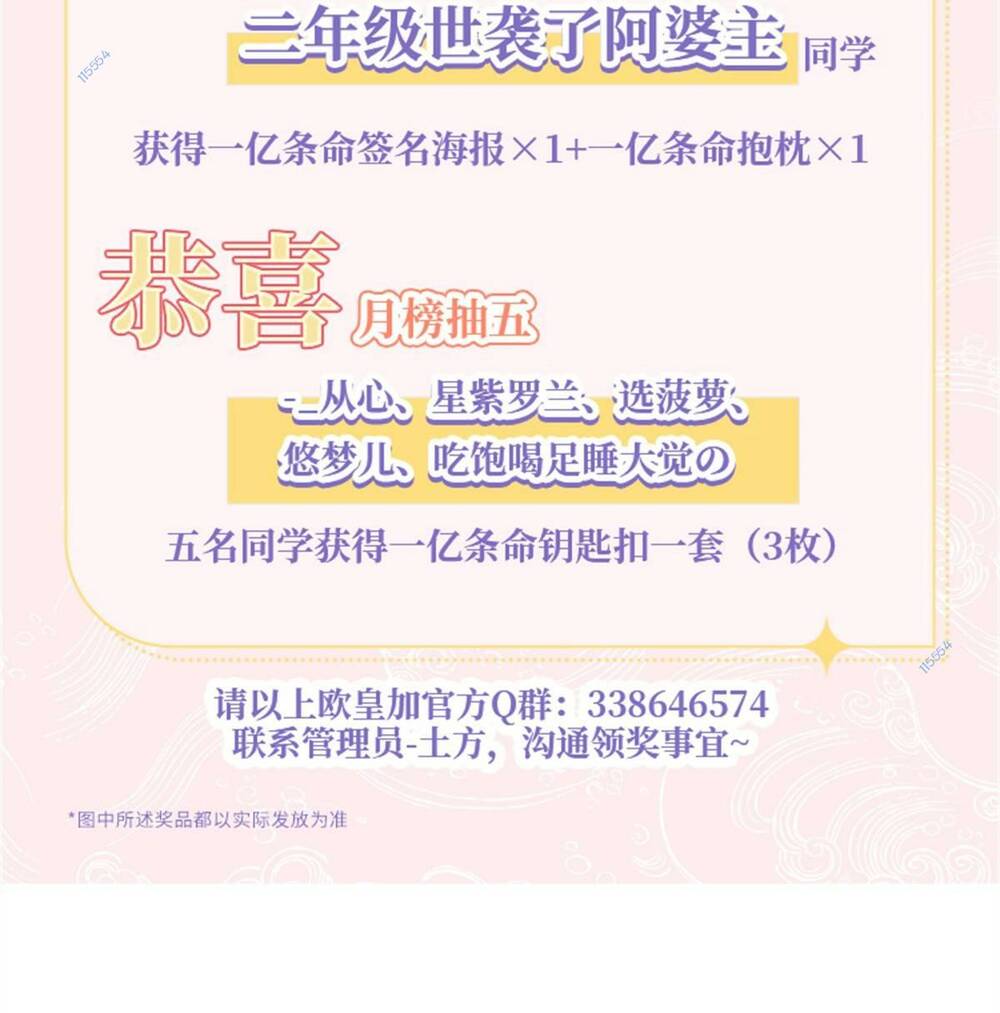 二年级世袭了阿婆主 同学
115554
获得一亿条命签名海报×1+一亿条命抱枕×1
恭喜 月榜抽五
-_从心、星紫罗兰、选菠萝、
悠梦儿、吃饱喝足睡大觉の
五名同学获得一亿条命钥匙扣一套（3枚）
115554
请以上欧皇加官方Q群：338646574
联系管理员-土方，沟通领奖事宜~
*图中所述奖品都以实际发放为准